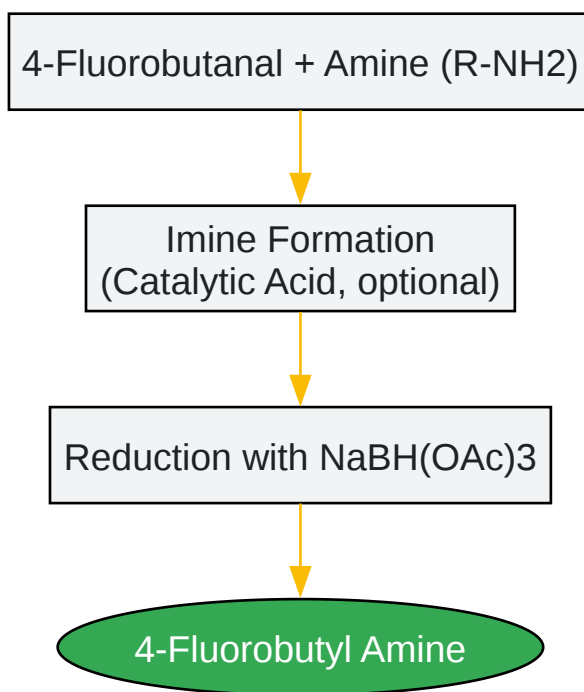 4-Fluorobutanal + Amine (R-NH2)
Imine Formation
(Catalytic Acid, optional)
Reduction with NaBH(OAc)3
4-Fluorobutyl Amine